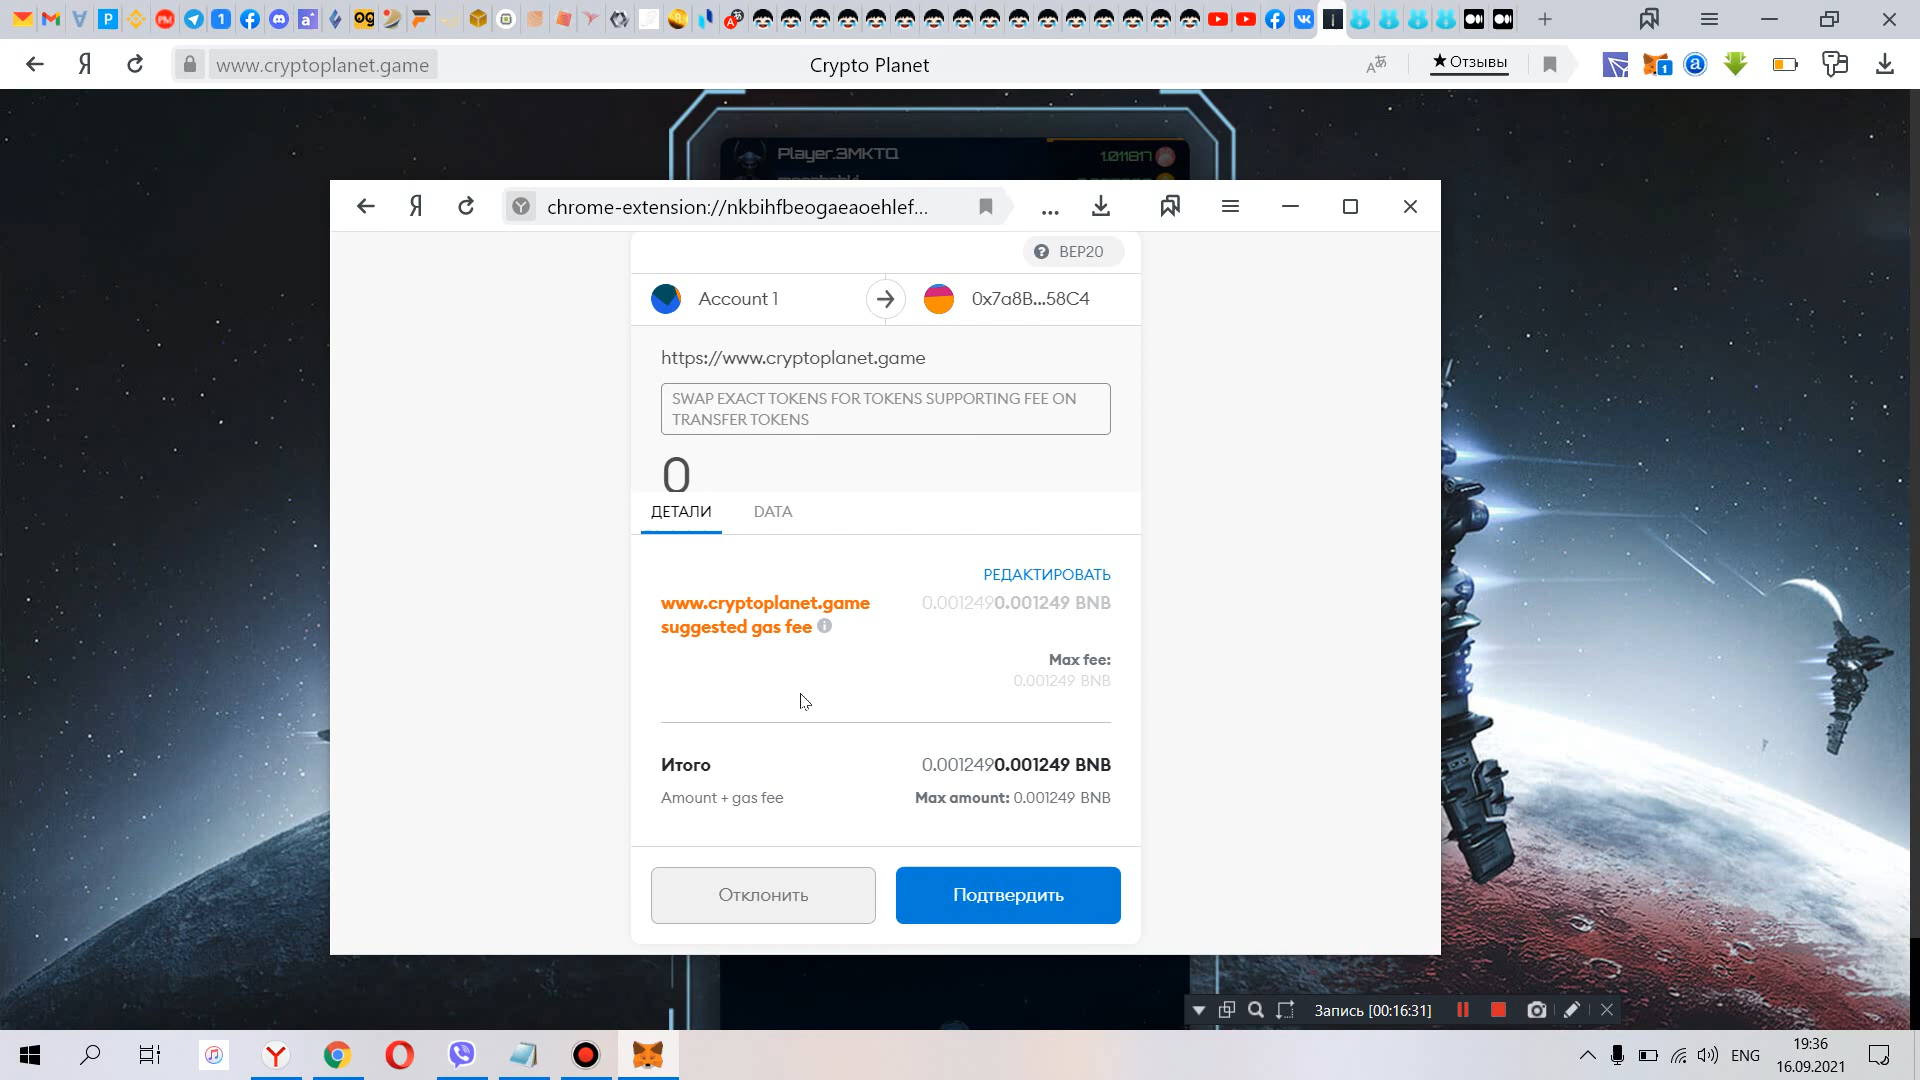 www.cryptoplanet.game
Crypto Planet
★Отзывы
1
Player.3MKTQ
1.011817
chrome-extension://nkbihfbeogaeaoehlef...
BEP20
Account 1
0x7a8B...58C4
https://www.cryptoplanet.game
SWAP EXACT TOKENS FOR TOKENS SUPPORTING FEE ON
TRANSFER TOKENS
0
ДЕТАЛИ
DATA
РЕДАКТИРОВАТЬ
www.cryptoplanet.game
suggested gas fee
0.0012490.001249 BNB
Max fee:
0.001249 BNB
Итого
0.0012490.001249 BNB
Amount + gas fee
Max amount: 0.001249 BNB
Отклонить
Подтвердить
Запись [00:16:31]
ENG
19:36
16.09.2021